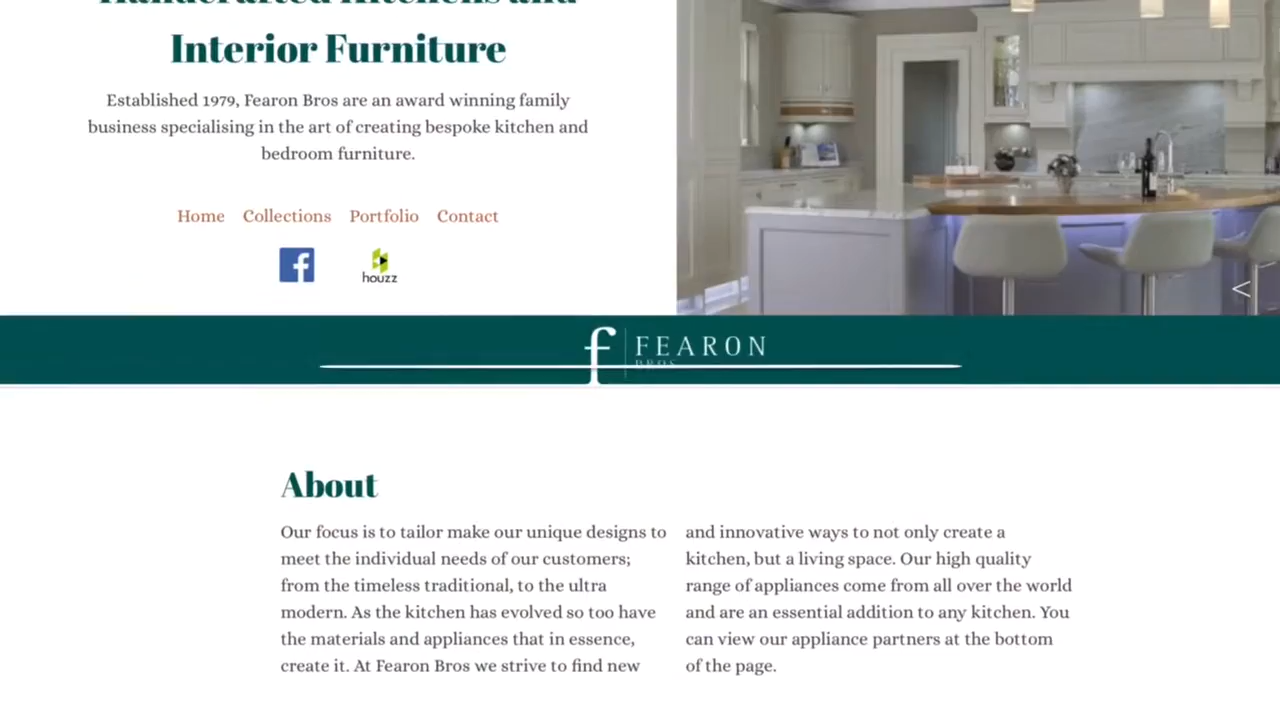 Handcrafted Kitchens and
Interior Furniture
Established 1979, Fearon Bros are an award winning family
business specialising in the art of creating bespoke kitchen and
bedroom furniture.
Home Collections Portfolio Contact
houzz
<
f FEARON
BROS
About
Our focus is to tailor make our unique designs to
meet the individual needs of our customers;
from the timeless traditional, to the ultra
modern. As the kitchen has evolved so too have
the materials and appliances that in essence,
create it. At Fearon Bros we strive to find new
and innovative ways to not only create a
kitchen, but a living space. Our high quality
range of appliances come from all over the world
and are an essential addition to any kitchen. You
can view our appliance partners at the bottom
of the page.